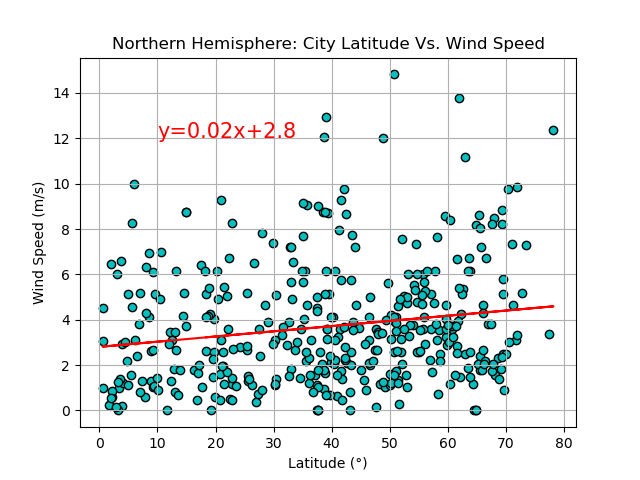 Northern Hemisphere: City Latitude Vs. Wind Speed
14
12
10
8
6
4
2
0
Wind Speed (m/s)
y=0.02x+2.8
0 10 20 30 40 50 60 70 80
Latitude (°)